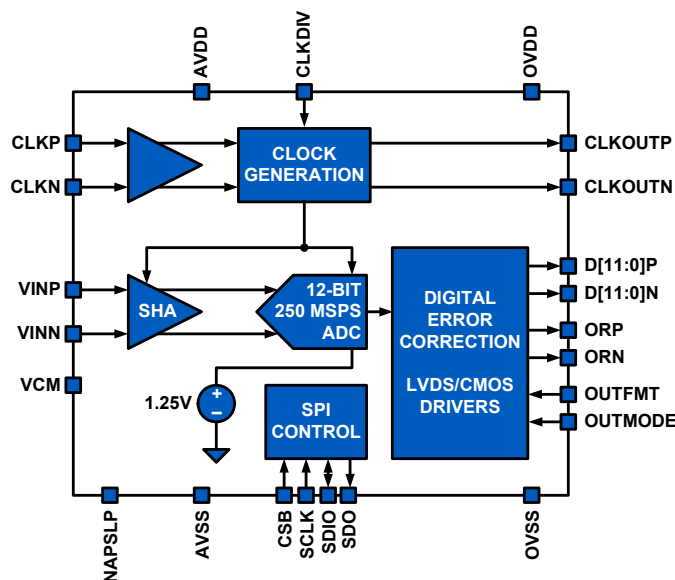 AVDD
CLKDIV
OVDD
CLKP
CLKN
CLOCK
GENERATION
CLKOUTP
CLKOUTN
VINP
VINN
VCM
SHA
12-BIT
250 MSPS
ADC
1.25V
+
−
SPI
CONTROL
DIGITAL
ERROR
CORRECTION
LVDS/CMOS
DRIVERS
D[11:0]P
D[11:0]N
ORP
ORN
OUTFMT
OUTMODE
NAPSLP
AVSS
CSB
SCLK
SDIO
SDO
OVSS